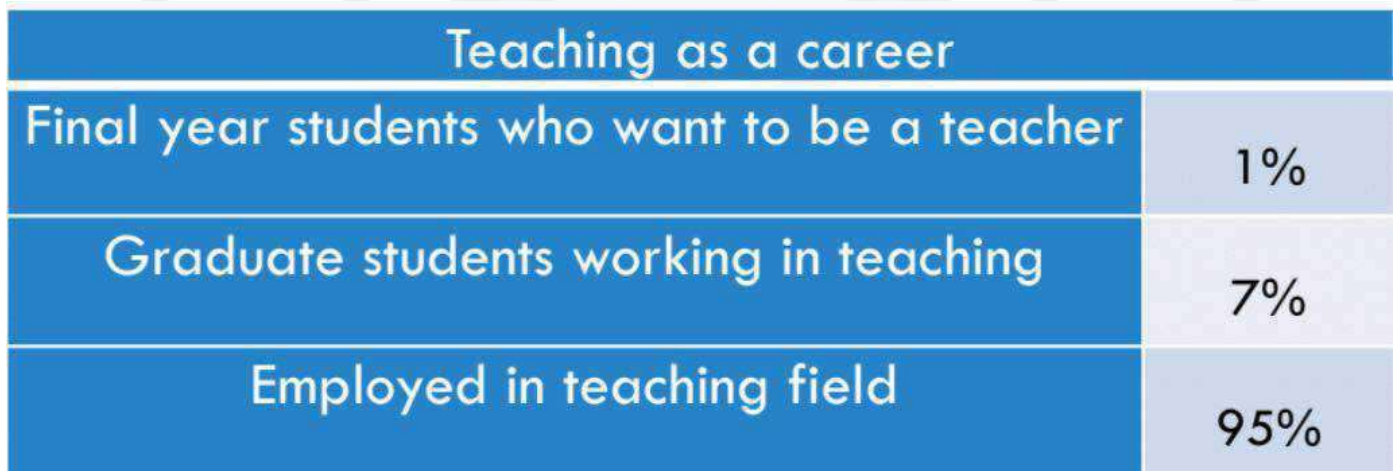 Teaching as a career
Final year students who want to be a teacher
1%
Graduate students working in teaching
7%
Employed in teaching field
95%